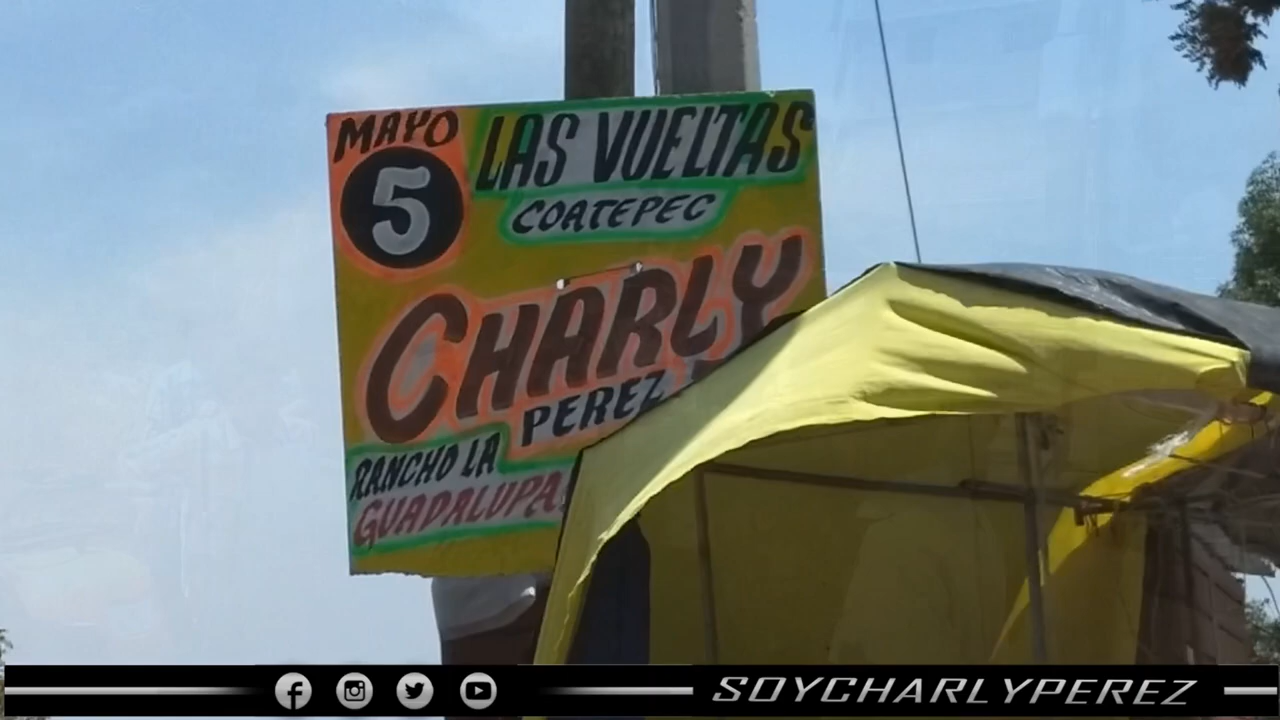 MAYO
5
LAS VUELTAS
COATEPEC
CHARLY
PEREZ
RANCHO LA
GUADALUPA
SOYCHARLYPEREZ